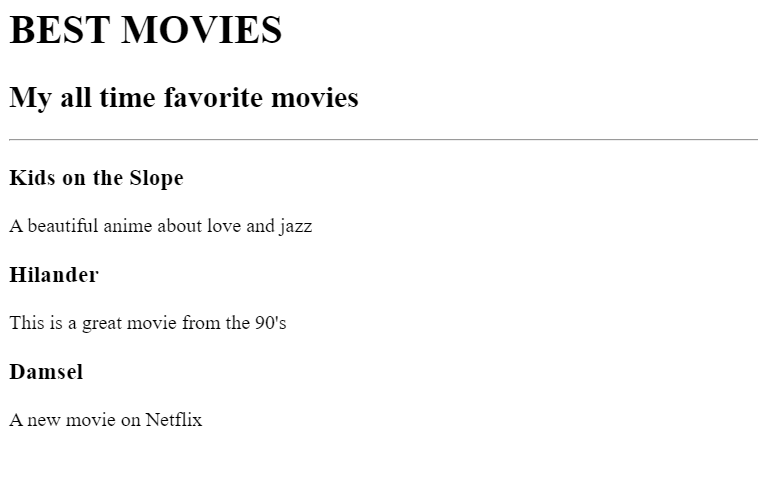 BEST MOVIES
My all time favorite movies
Kids on the Slope
A beautiful anime about love and jazz
Hilander
This is a great movie from the 90's
Damsel
A new movie on Netflix